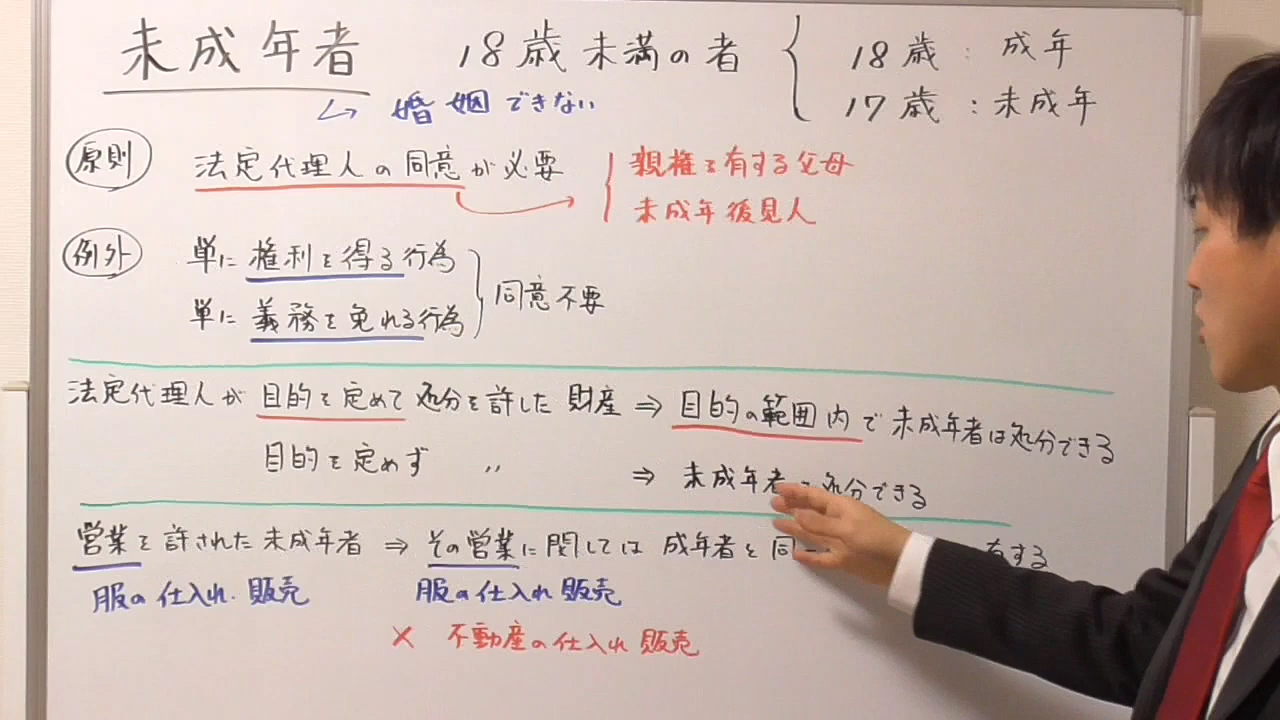 未成年者 18歳未満の者 18歳:成年
17歳:未成年
婚姻できない
原則 法定代理人の同意が必要 親権を有する父母
未成年後見人
例外 単に権利を得る行為
単に義務を免れる行為 同意不要
法定代理人が目的を定めて処分を許した財産 ⇒ 目的の範囲内で未成年者は処分できる
目的を定めず 〃 ⇒ 未成年者 処分できる
営業を許された未成年者 ⇒ その営業に関しては成年者と同 有する
服の仕入れ・販売 服の仕入れ販売
× 不動産の仕入れ販売